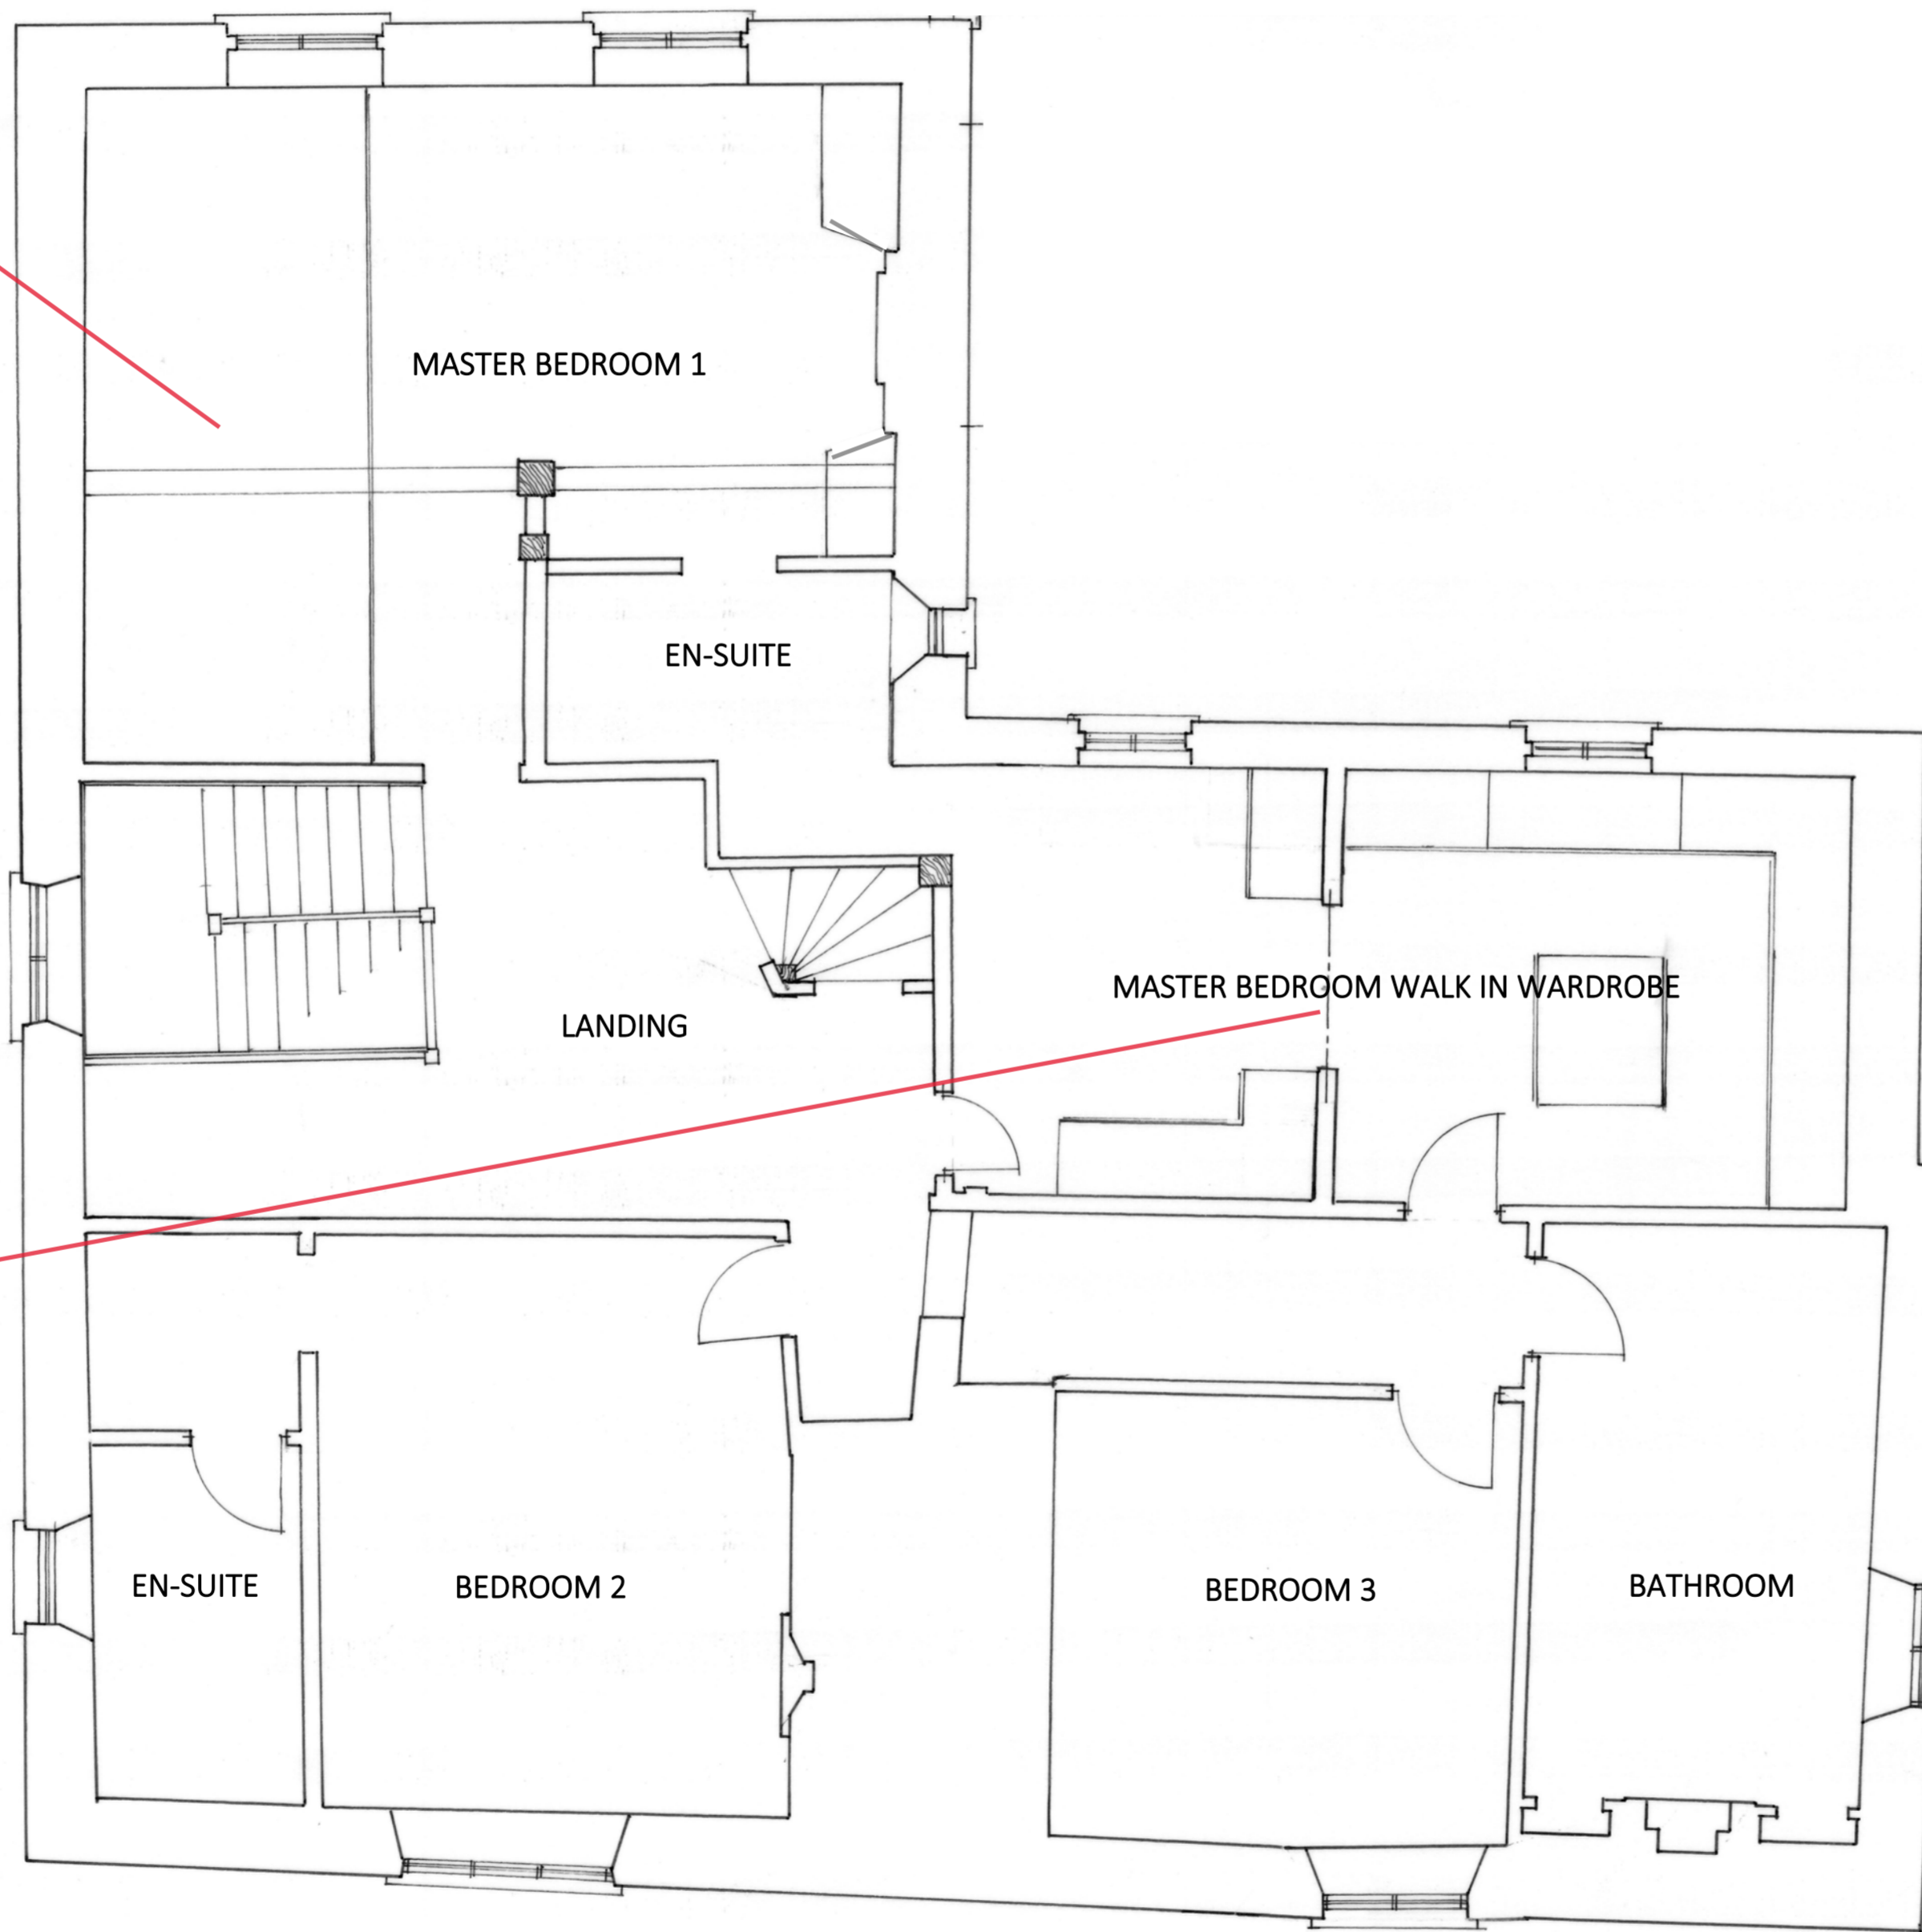 MASTER BEDROOM 1
EN-SUITE
MASTER BEDROOM WALK IN WARDROBE
LANDING
EN-SUITE
BEDROOM 2
BEDROOM 3
BATHROOM